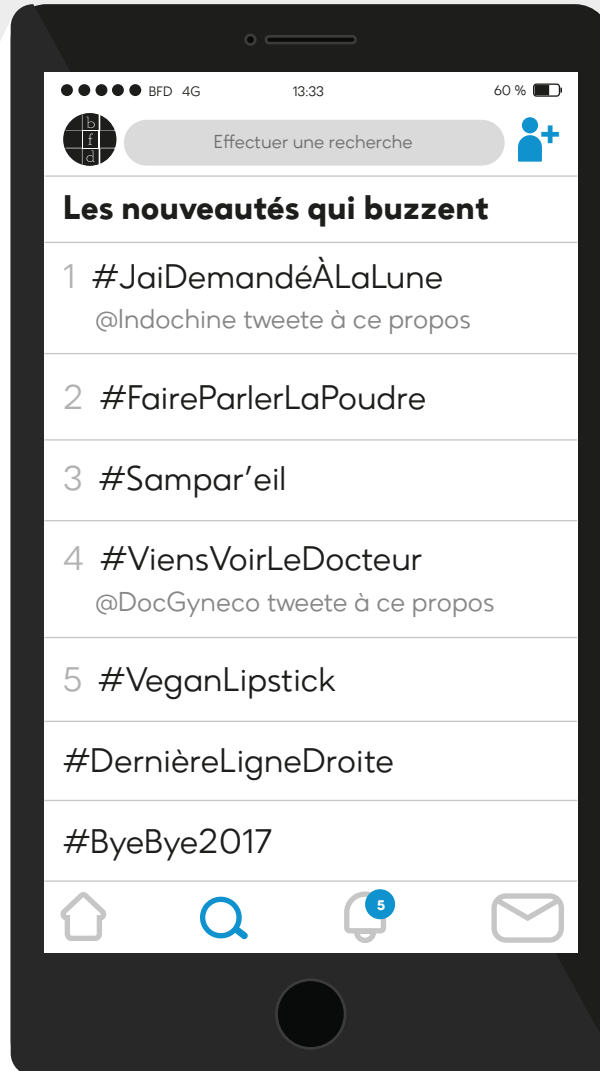 BFD 4G 13:33 60 %
b
f
d
Effectuer une recherche
Les nouveautés qui buzzent
1 #JaiDemandéÀLaLune
@Indochine tweete à ce propos
2 #FaireParlerLaPoudre
3 #Sampar’eil
4 #ViensVoirLeDocteur
@DocGyneco tweete à ce propos
5 #VeganLipstick
#DernièreLigneDroite
#ByeBye2017
5